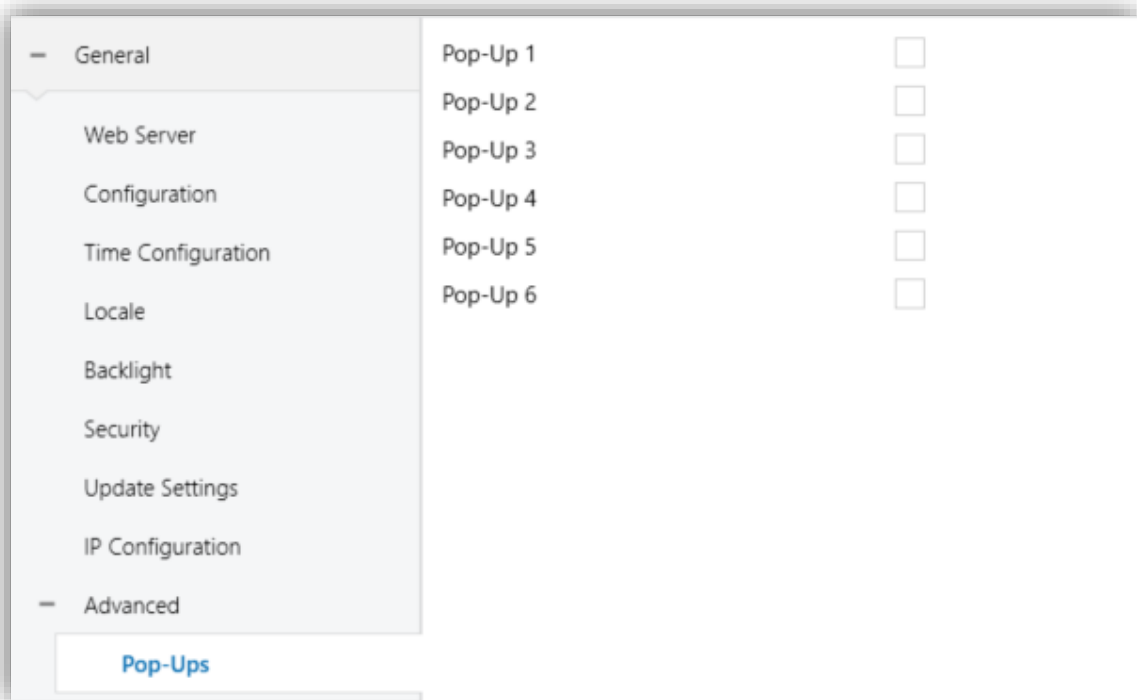 General
Web Server
Configuration
Time Configuration
Locale
Backlight
Security
Update Settings
IP Configuration
Advanced
Pop-Ups
Pop-Up 1
Pop-Up 2
Pop-Up 3
Pop-Up 4
Pop-Up 5
Pop-Up 6